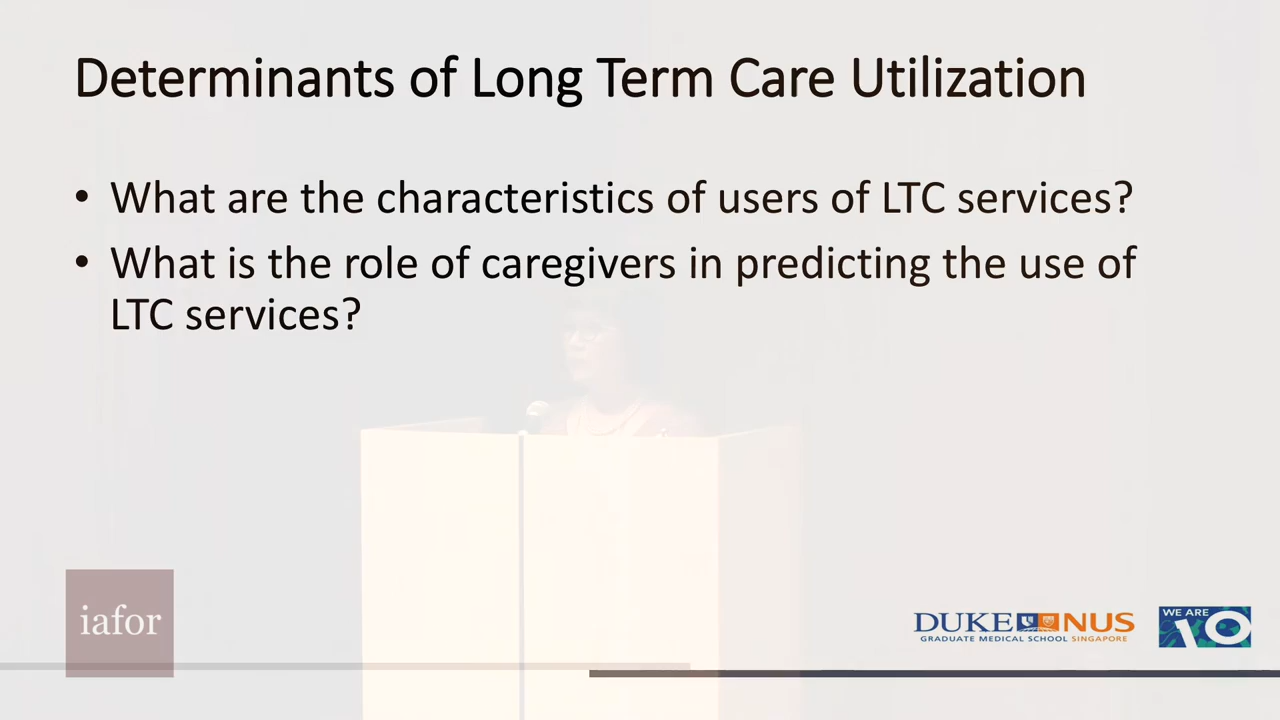 Determinants of Long Term Care Utilization
• What are the characteristics of users of LTC services?
• What is the role of caregivers in predicting the use of
LTC services?
iafor
DUKE NUS
GRADUATE MEDICAL SCHOOL SINGAPORE
WE ARE
10